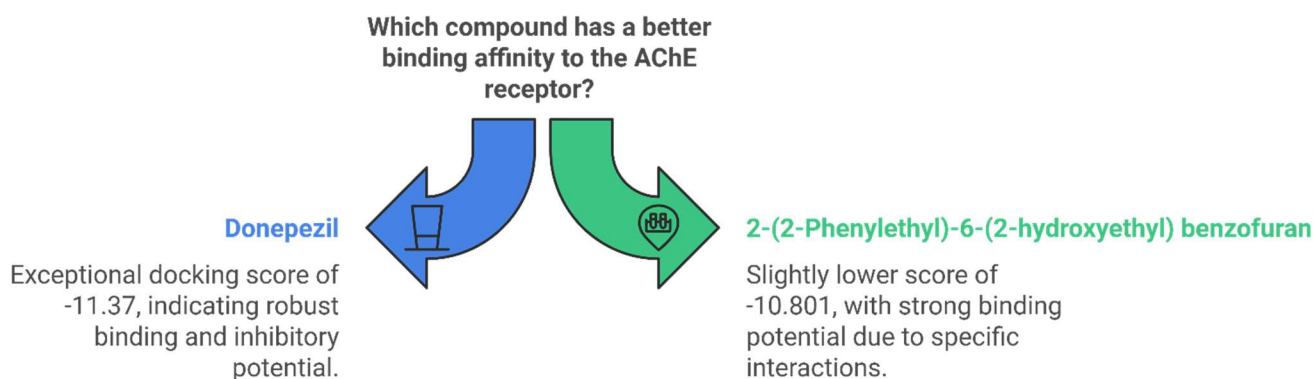 Which compound has a better
binding affinity to the AChE
receptor?
Donepezil
Exceptional docking score of
-11.37, indicating robust
binding and inhibitory
potential.
2-(2-Phenylethyl)-6-(2-hydroxyethyl) benzofuran
Slightly lower score of
-10.801, with strong binding
potential due to specific
interactions.